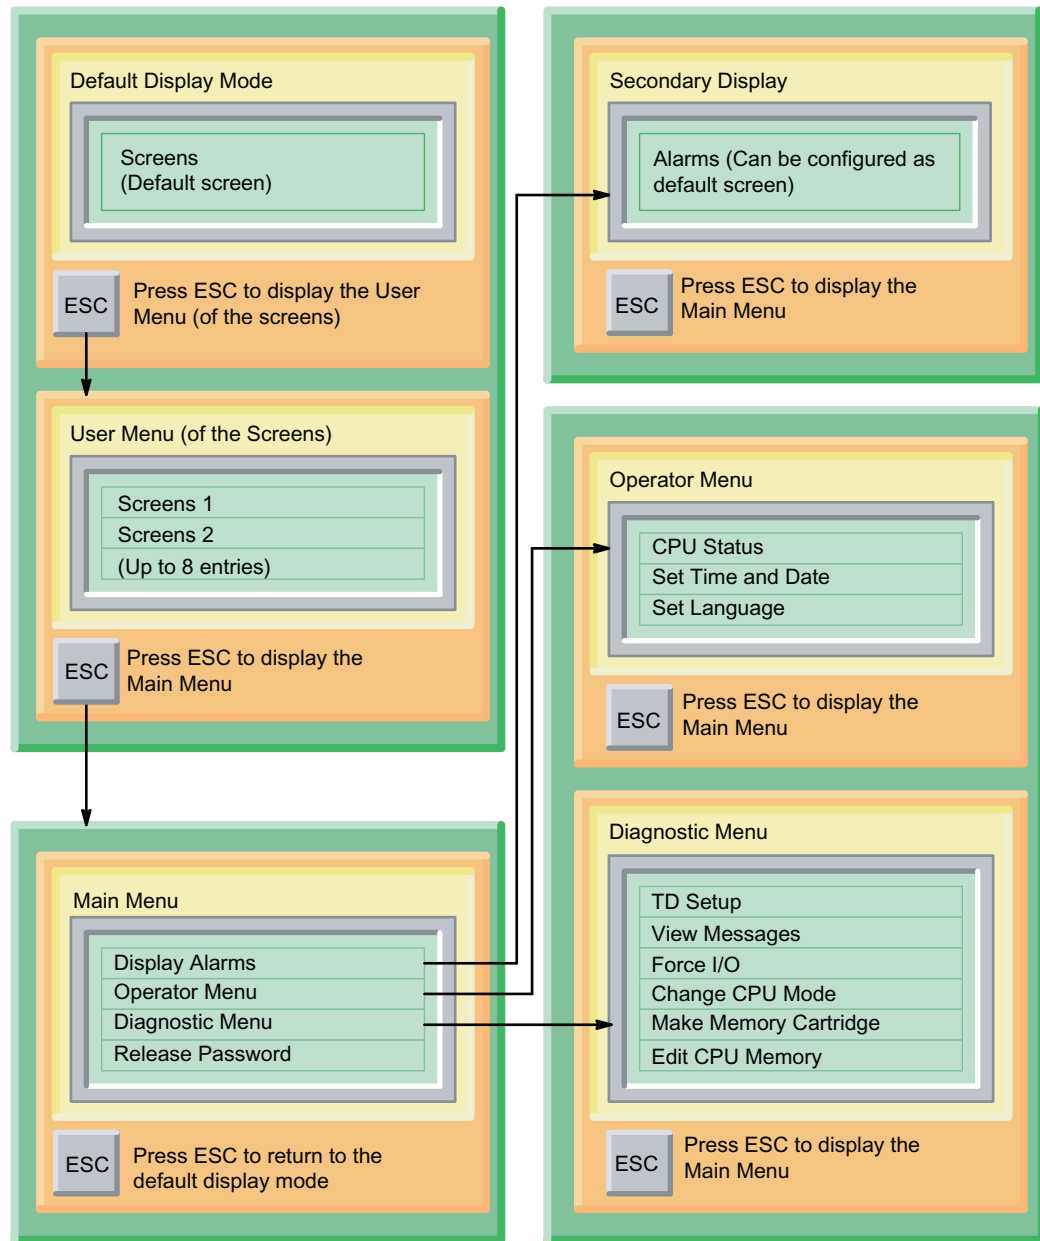 Default Display Mode
Screens
(Default screen)
ESC
Press ESC to display the User
Menu (of the screens)
User Menu (of the Screens)
Screens 1
Screens 2
(Up to 8 entries)
ESC
Press ESC to display the
Main Menu
Main Menu
Display Alarms
Operator Menu
Diagnostic Menu
Release Password
ESC
Press ESC to return to the
default display mode
Secondary Display
Alarms (Can be configured as
default screen)
ESC
Press ESC to display the
Main Menu
Operator Menu
CPU Status
Set Time and Date
Set Language
ESC
Press ESC to display the
Main Menu
Diagnostic Menu
TD Setup
View Messages
Force I/O
Change CPU Mode
Make Memory Cartridge
Edit CPU Memory
ESC
Press ESC to display the
Main Menu